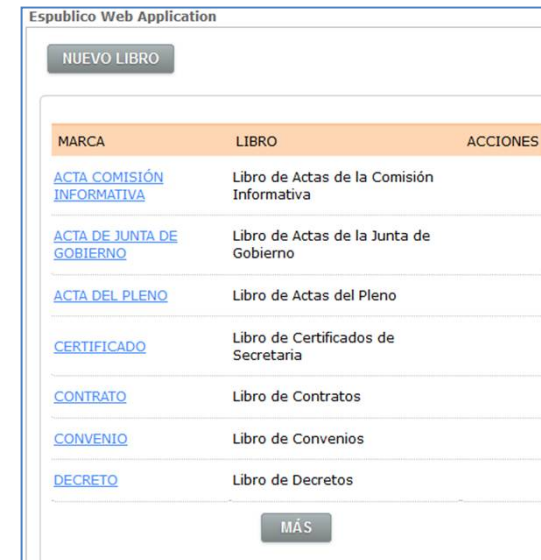 Espublico Web Application
NUEVO LIBRO
MARCA LIBRO ACCIONES
ACTA COMISIÓN Libro de Actas de la Comisión
INFORMATIVA Informativa
ACTA DE JUNTA DE Libro de Actas de la Junta de
GOBIERNO Gobierno
ACTA DEL PLENO Libro de Actas del Pleno
CERTIFICADO Libro de Certificados de
Secretaria
CONTRATO Libro de Contratos
CONVENIO Libro de Convenios
DECRETO Libro de Decretos
MÁS